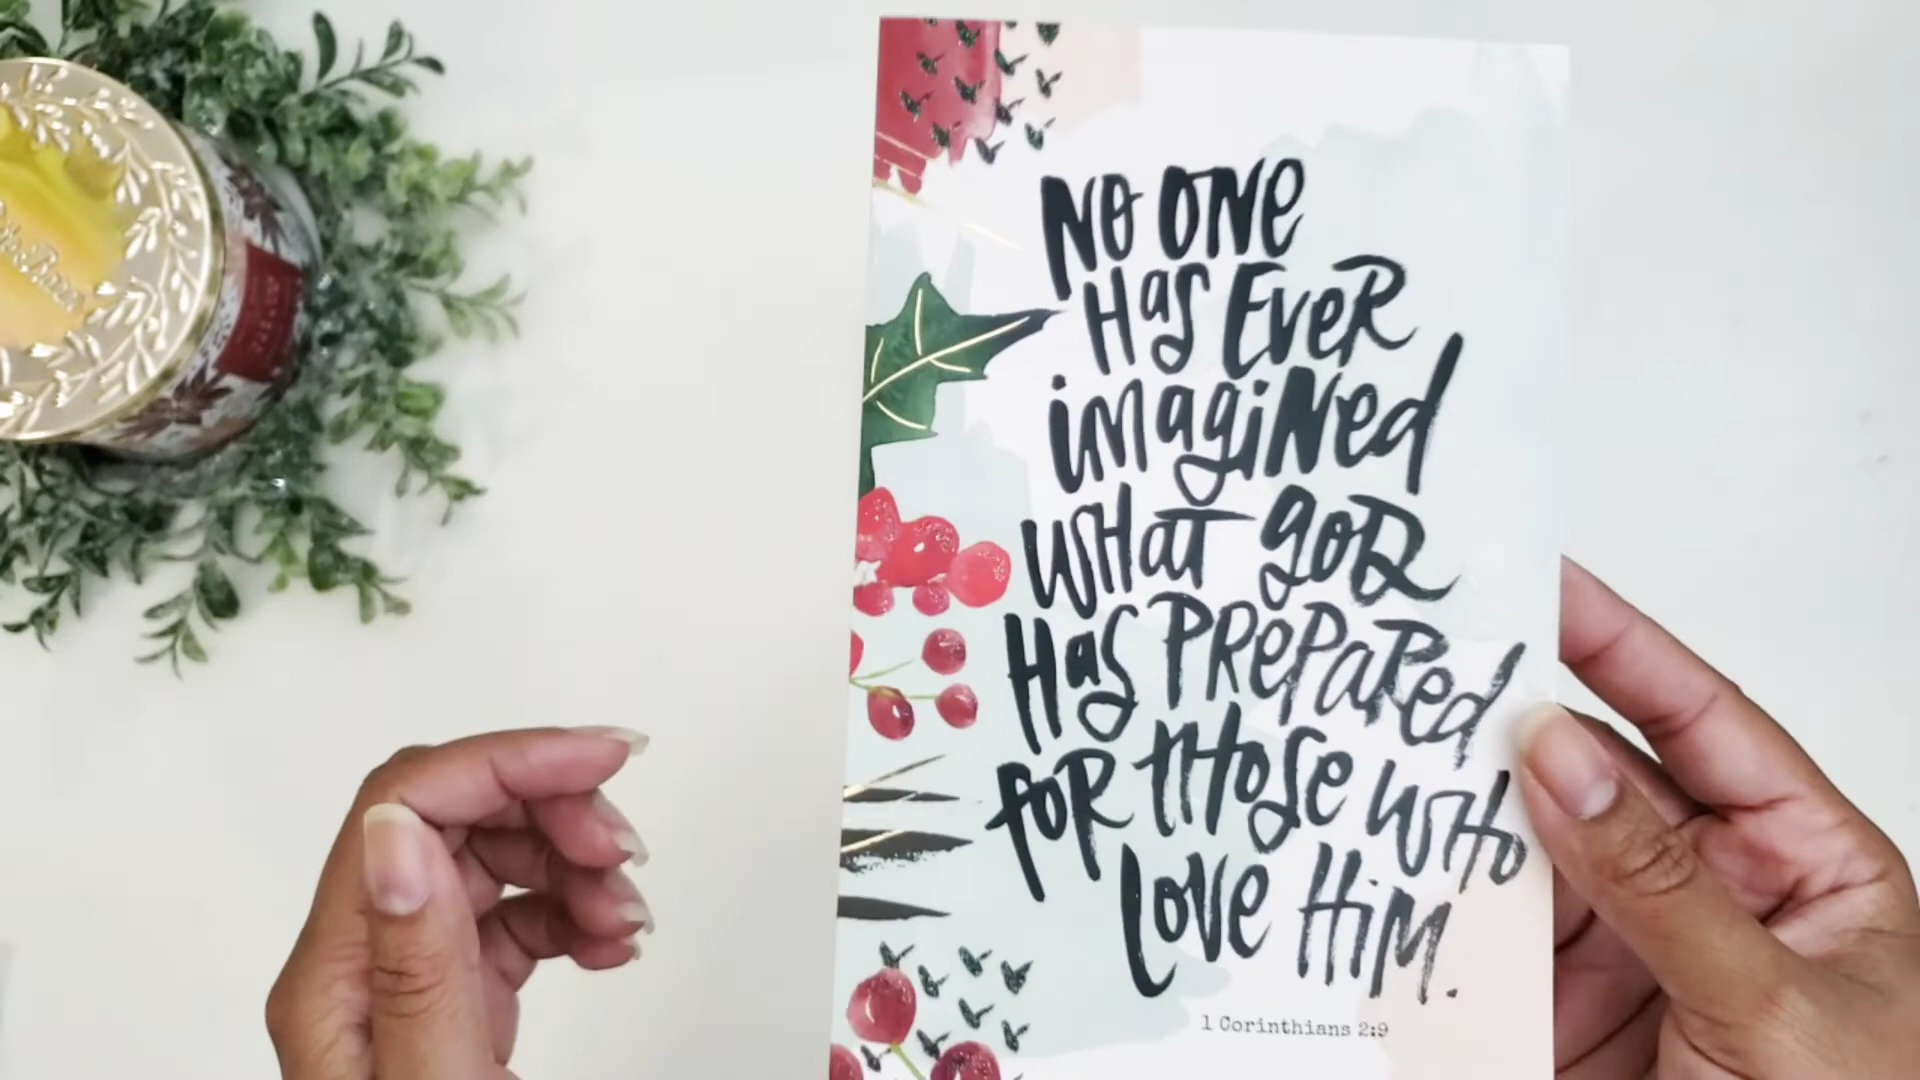 No one
Has Ever
imagined
what god
Has prepared
for those who
Love Him.
1 Corinthians 2:9